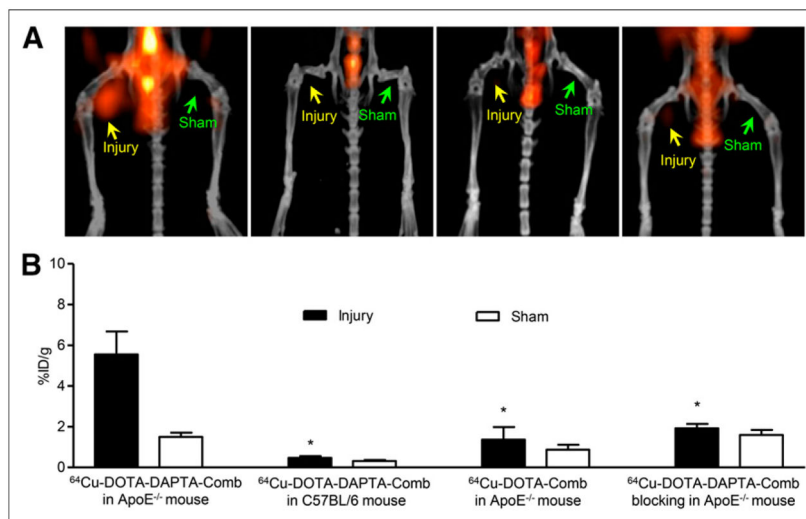 A
Injury
Sham
Injury
Sham
Injury
Sham
Injury
Sham
B
10
8
6
4
2
0
%ID/g
Injury
Sham
*
*
*
⁶⁴Cu-DOTA-DAPTA-Comb
in ApoE⁻/⁻ mouse
⁶⁴Cu-DOTA-DAPTA-Comb
in C57BL/6 mouse
⁶⁴Cu-DOTA-Comb
in ApoE⁻/⁻ mouse
⁶⁴Cu-DOTA-DAPTA-Comb
blocking in ApoE⁻/⁻ mouse